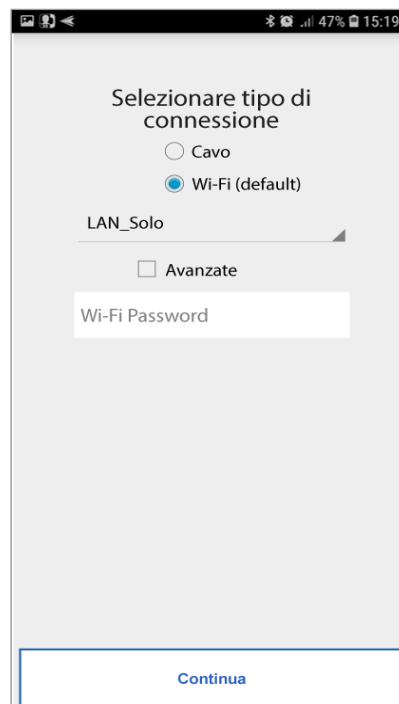 47% 15:19
Selezionare tipo di
connessione
Cavo
Wi-Fi (default)
LAN_Solo
Avanzate
Wi-Fi Password
Continua